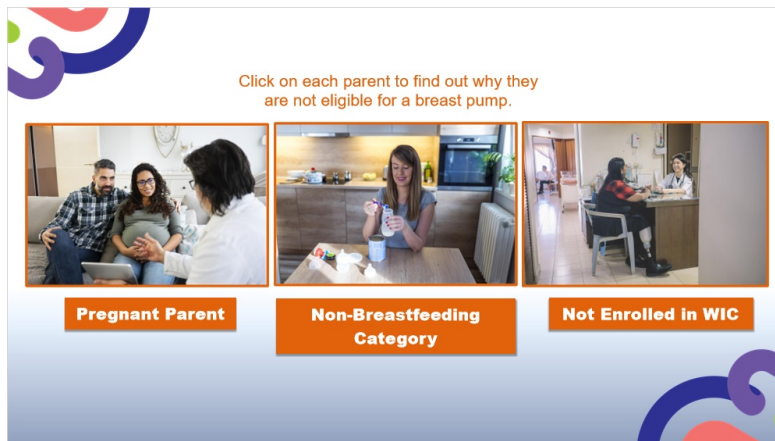 Click on each parent to find out why they
are not eligible for a breast pump.
Pregnant Parent
Non-Breastfeeding
Category
Not Enrolled in WIC